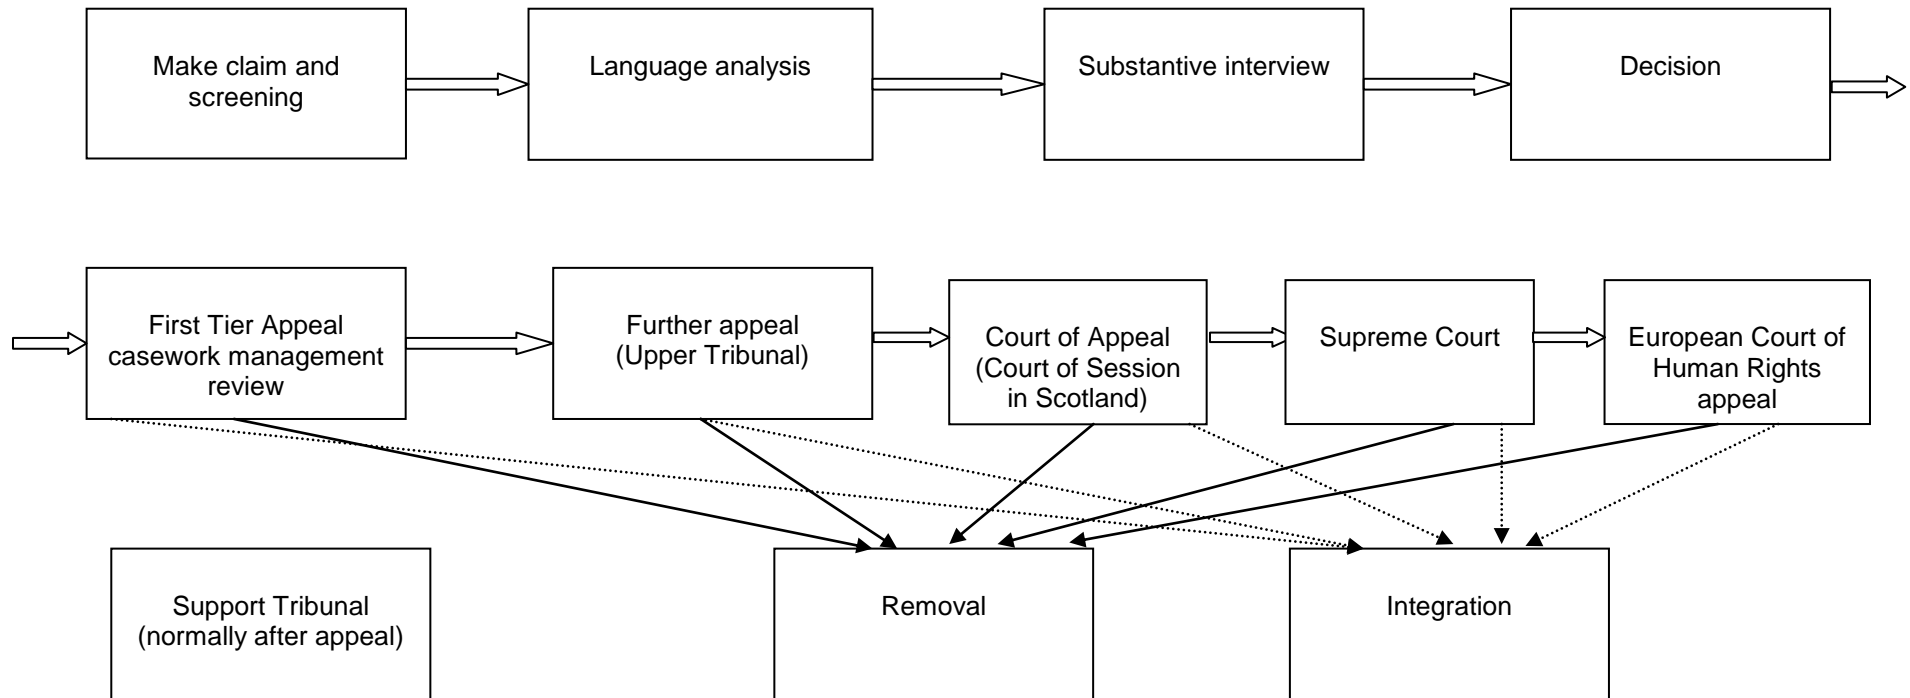 Make claim and
screening
Language analysis
Substantive interview
Decision
First Tier Appeal
casework management
review
Further appeal
(Upper Tribunal)
Court of Appeal
(Court of Session
in Scotland)
Supreme Court
European Court of
Human Rights
appeal
Support Tribunal
(normally after appeal)
Removal
Integration